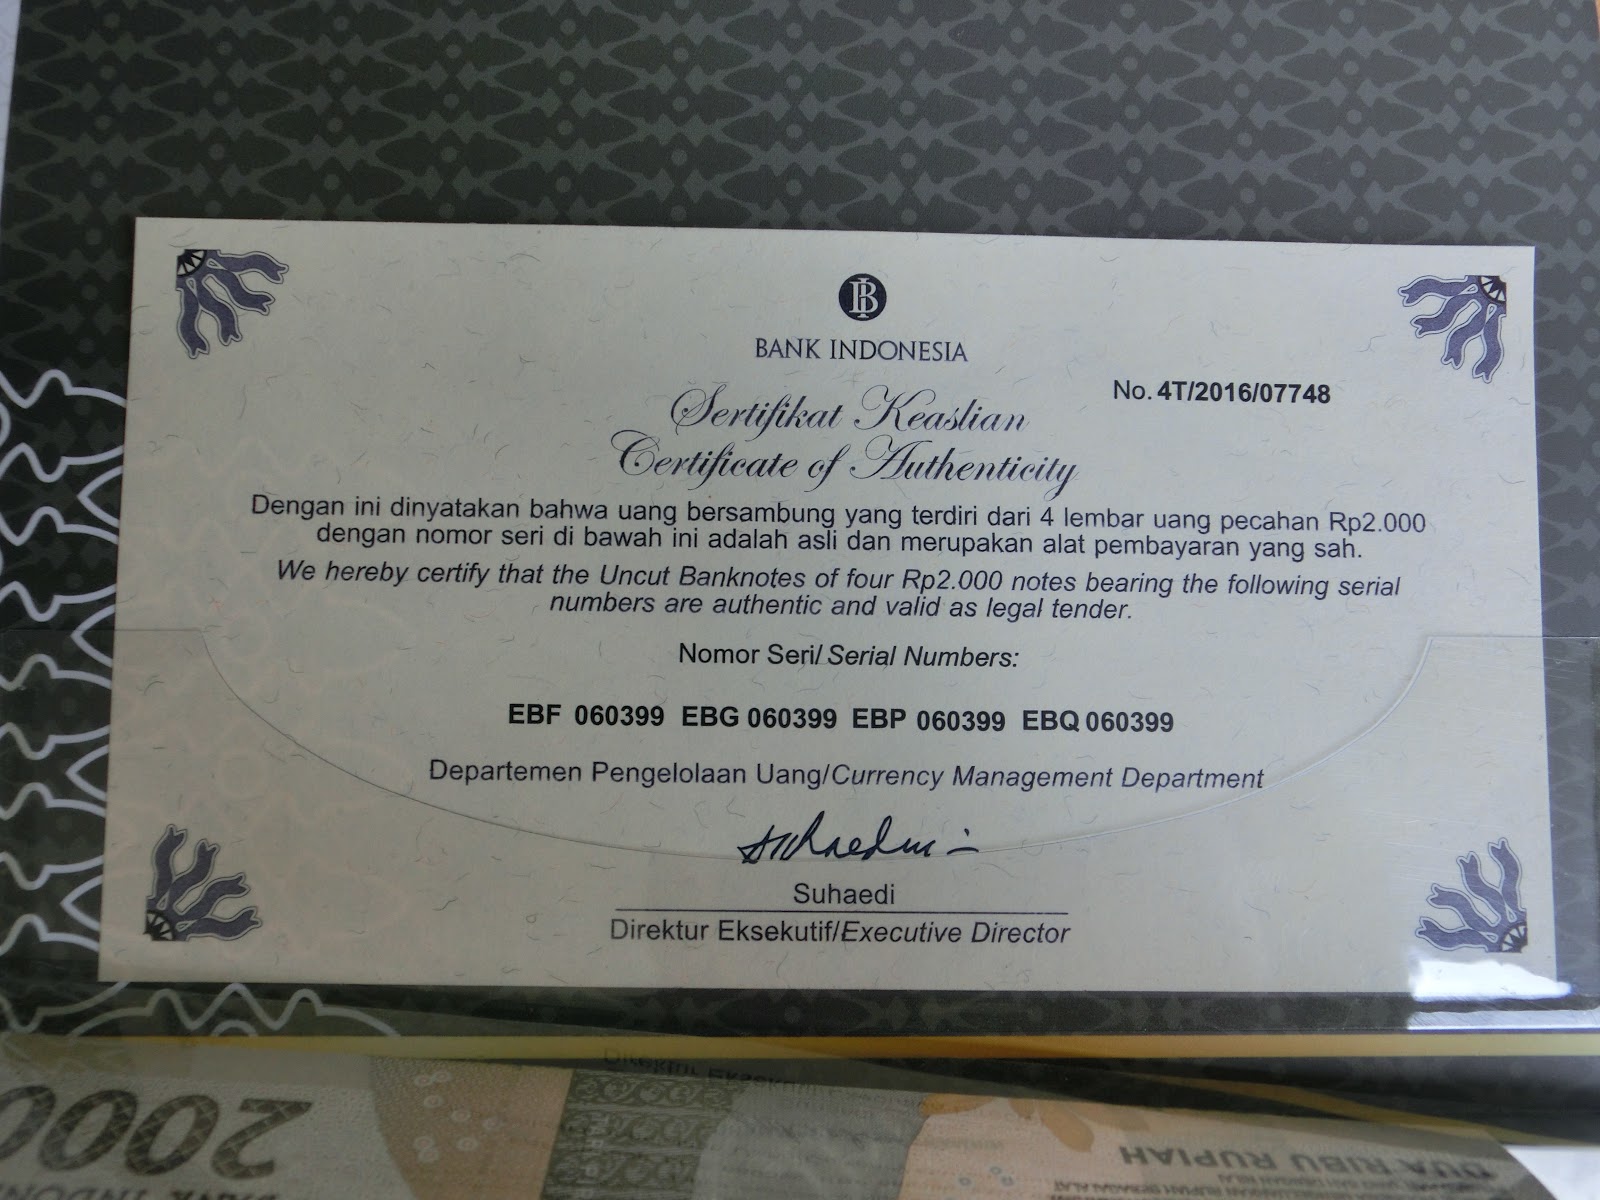 BANK INDONESIA
No. 4T/2016/07748
Sertifikat Keaslian
Certificate of Authenticity
Dengan ini dinyatakan bahwa uang bersambung yang terdiri dari 4 lembar uang pecahan Rp2.000
dengan nomor seri di bawah ini adalah asli dan merupakan alat pembayaran yang sah.
We hereby certify that the Uncut Banknotes of four Rp2.000 notes bearing the following serial
numbers are authentic and valid as legal tender.
Nomor Seri/Serial Numbers:
EBF 060399 EBG 060399 EBP 060399 EBQ 060399
Departemen Pengelolaan Uang/Currency Management Department
Suhaedi
Direktur Eksekutif/Executive Director
Direktur Eksekutif
2000
DUA RIBU RUPIAH